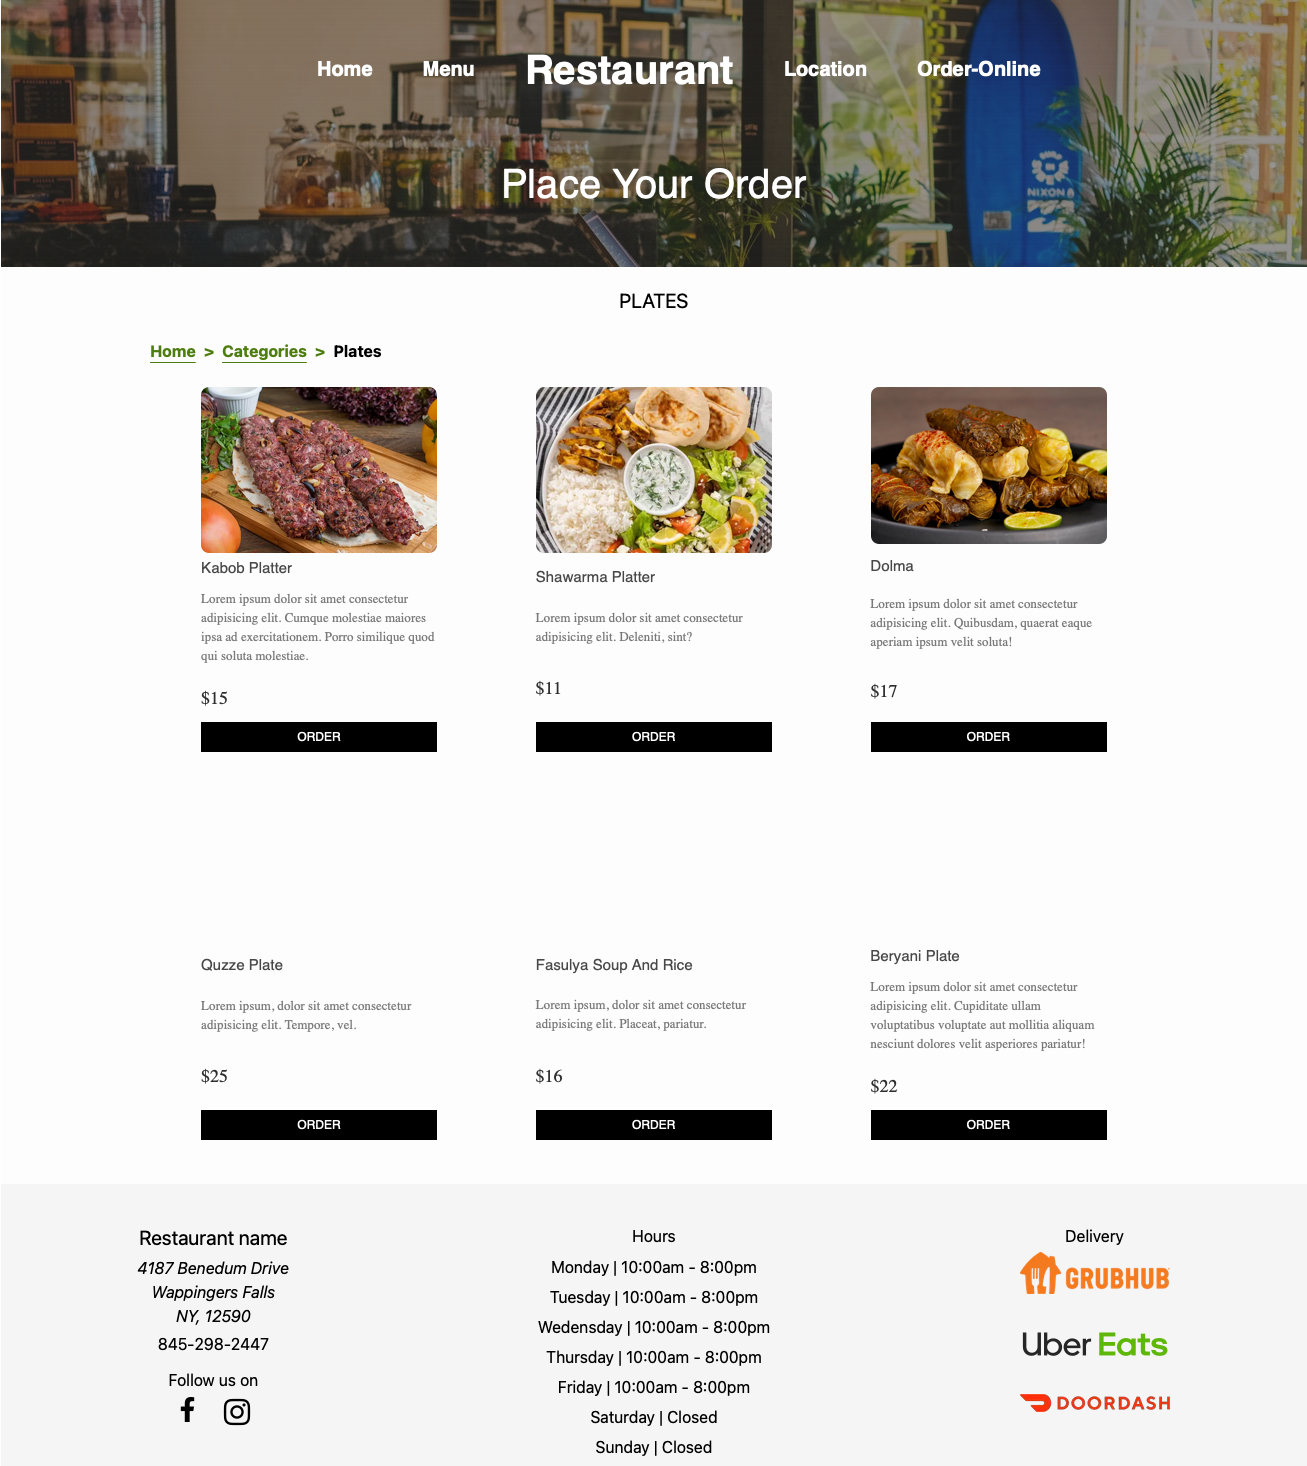 Home Menu Restaurant Location Order-Online
NIXON
Place Your Order
PLATES
Home > Categories > Plates
Kabob Platter
Lorem ipsum dolor sit amet consectetur
adipisicing elit. Cumque molestiae maiores
ipsa ad exercitationem. Porro similique quod
qui soluta molestiae.
$15
ORDER
Shawarma Platter
Lorem ipsum dolor sit amet consectetur
adipisicing elit. Deleniti, sint?
$11
ORDER
Dolma
Lorem ipsum dolor sit amet consectetur
adipisicing elit. Quibusdam, quaerat eaque
aperiam ipsum velit soluta!
$17
ORDER
Quzze Plate
Lorem ipsum, dolor sit amet consectetur
adipisicing elit. Tempore, vel.
$25
ORDER
Fasulya Soup And Rice
Lorem ipsum, dolor sit amet consectetur
adipisicing elit. Placeat, pariatur.
$16
ORDER
Beryani Plate
Lorem ipsum dolor sit amet consectetur
adipisicing elit. Cupiditate ullam
voluptatibus voluptate aut mollitia aliquam
nesciunt dolores velit asperiores pariatur!
$22
ORDER
Restaurant name
4187 Benedum Drive
Wappingers Falls
NY, 12590
845-298-2447
Follow us on
Hours
Monday | 10:00am - 8:00pm
Tuesday | 10:00am - 8:00pm
Wedensday | 10:00am - 8:00pm
Thursday | 10:00am - 8:00pm
Friday | 10:00am - 8:00pm
Saturday | Closed
Sunday | Closed
Delivery
GRUBHUB
Uber Eats
DOORDASH